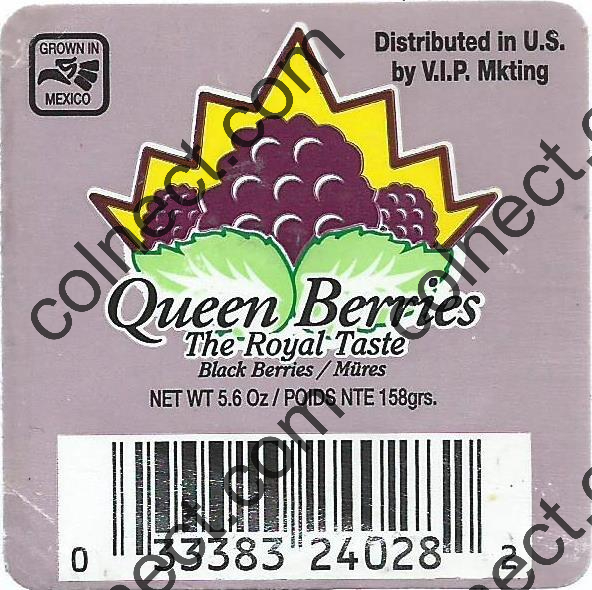 GROWN IN
MEXICO
Distributed in U.S.
by V.I.P. Mkting
Queen Berries
The Royal Taste
Black Berries / Müres
NET WT 5.6 Oz / POIDS NTE 158grs.
0 33383 24028 2
colnect.com
colnect.com
colnect.com
colnect.com